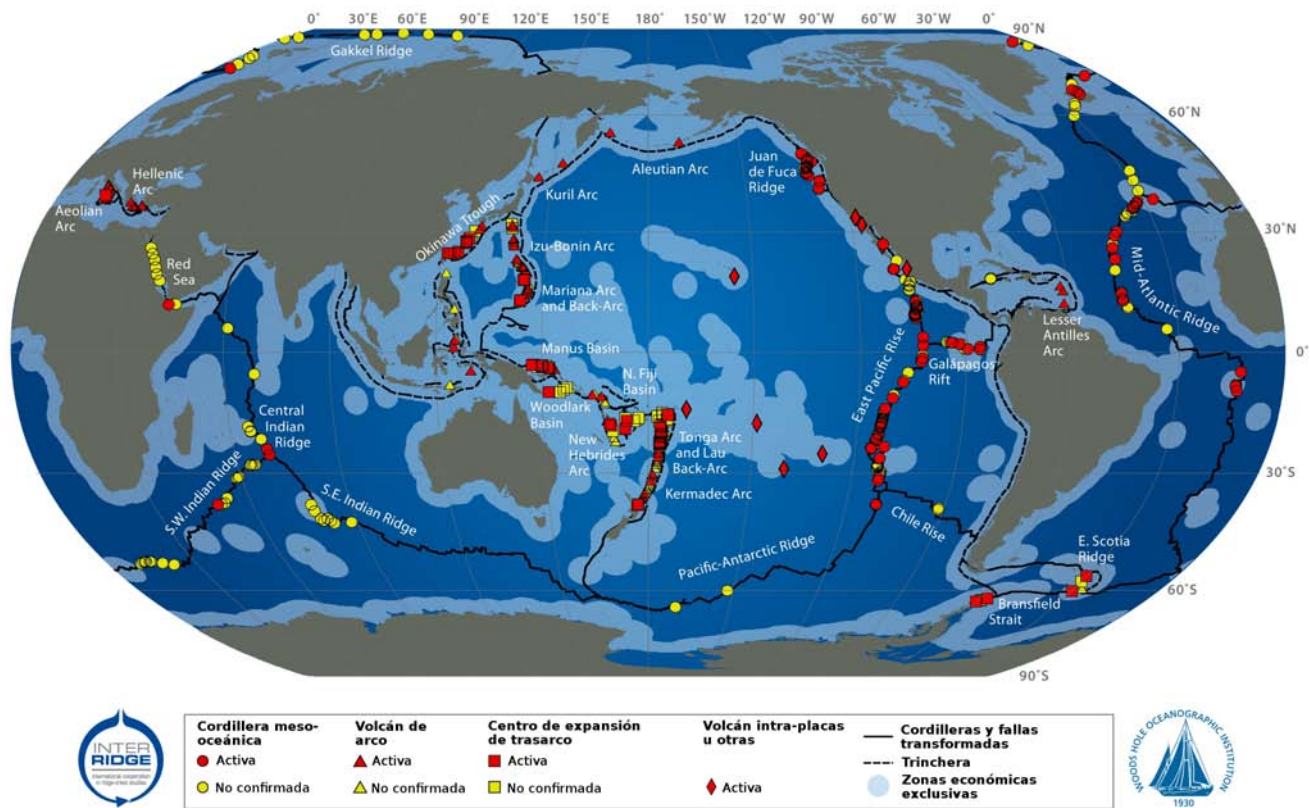 0° 30°E 60°E 90°E 120°E 150°E 180°W 150°W 120°W 90°W 60°W 30°W 0° 90°N
Gakkel Ridge
60°N
Hellenic
Arc
Aeolian
Arc
Aleutian Arc
Juan
de Fuca
Ridge
Kuril Arc
Okinawa Trough
30°N
Izu-Bonin Arc
Red
Sea
Mariana Arc
and Back-Arc
Mid-Atlantic Ridge
Lesser
Antilles
Arc
Manus Basin
0°
N. Fiji
Basin
East Pacific Rise
Galápagos
Rift
Woodlark
Basin
Central
Indian
Ridge
New
Hebrides
Arc
Tonga Arc
and Lau
Back-Arc
30°S
Kermadec Arc
S.W. Indian Ridge
S.E. Indian Ridge
Chile Rise
Pacific-Antarctic Ridge
E. Scotia
Ridge
60°S
Bransfield
Strait
90°S
INTER
RIDGE
international cooperation
in ridge-crest studies
Cordillera meso-
oceánica
Activa
No confirmada
Volcán de
arco
Activa
No confirmada
Centro de expansión
de trasarco
Activa
No confirmada
Volcán intra-placas
u otras
Activa
Cordilleras y fallas
transformadas
Trinchera
Zonas económicas
exclusivas
WOODS HOLE OCEANOGRAPHIC INSTITUTION
1930